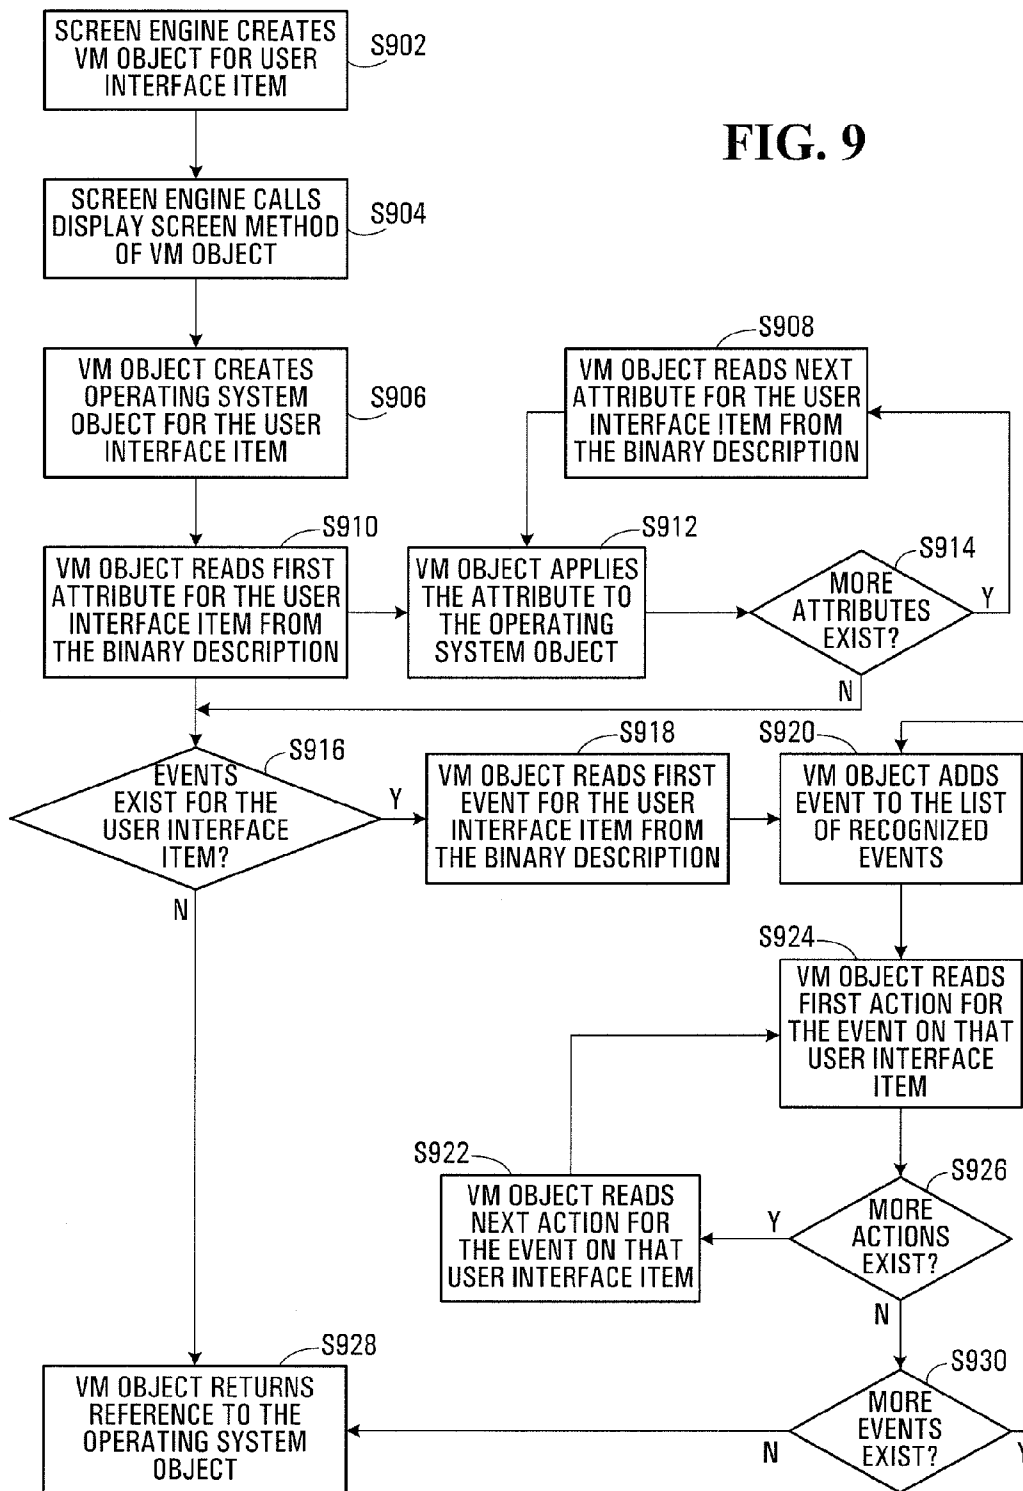 SCREEN ENGINE CREATES
VM OBJECT FOR USER
INTERFACE ITEM
S902
FIG. 9
SCREEN ENGINE CALLS
DISPLAY SCREEN METHOD
OF VM OBJECT
S904
VM OBJECT CREATES
OPERATING SYSTEM
OBJECT FOR THE USER
INTERFACE ITEM
S906
S908
VM OBJECT READS NEXT
ATTRIBUTE FOR THE USER
INTERFACE ITEM FROM
THE BINARY DESCRIPTION
S910
VM OBJECT READS FIRST
ATTRIBUTE FOR THE USER
INTERFACE ITEM FROM
THE BINARY DESCRIPTION
S912
VM OBJECT APPLIES
THE ATTRIBUTE TO
THE OPERATING
SYSTEM OBJECT
S914
MORE
ATTRIBUTES
EXIST?
Y
N
S916
EVENTS
EXIST FOR THE
USER INTERFACE
ITEM?
Y
N
S918
VM OBJECT READS FIRST
EVENT FOR THE USER
INTERFACE ITEM FROM
THE BINARY DESCRIPTION
S920
VM OBJECT ADDS
EVENT TO THE LIST
OF RECOGNIZED
EVENTS
S924
VM OBJECT READS
FIRST ACTION FOR
THE EVENT ON THAT
USER INTERFACE
ITEM
S922
VM OBJECT READS
NEXT ACTION FOR
THE EVENT ON THAT
USER INTERFACE ITEM
S926
MORE
ACTIONS
EXIST?
Y
N
S928
VM OBJECT RETURNS
REFERENCE TO THE
OPERATING SYSTEM
OBJECT
S930
MORE
EVENTS
EXIST?
N
Y